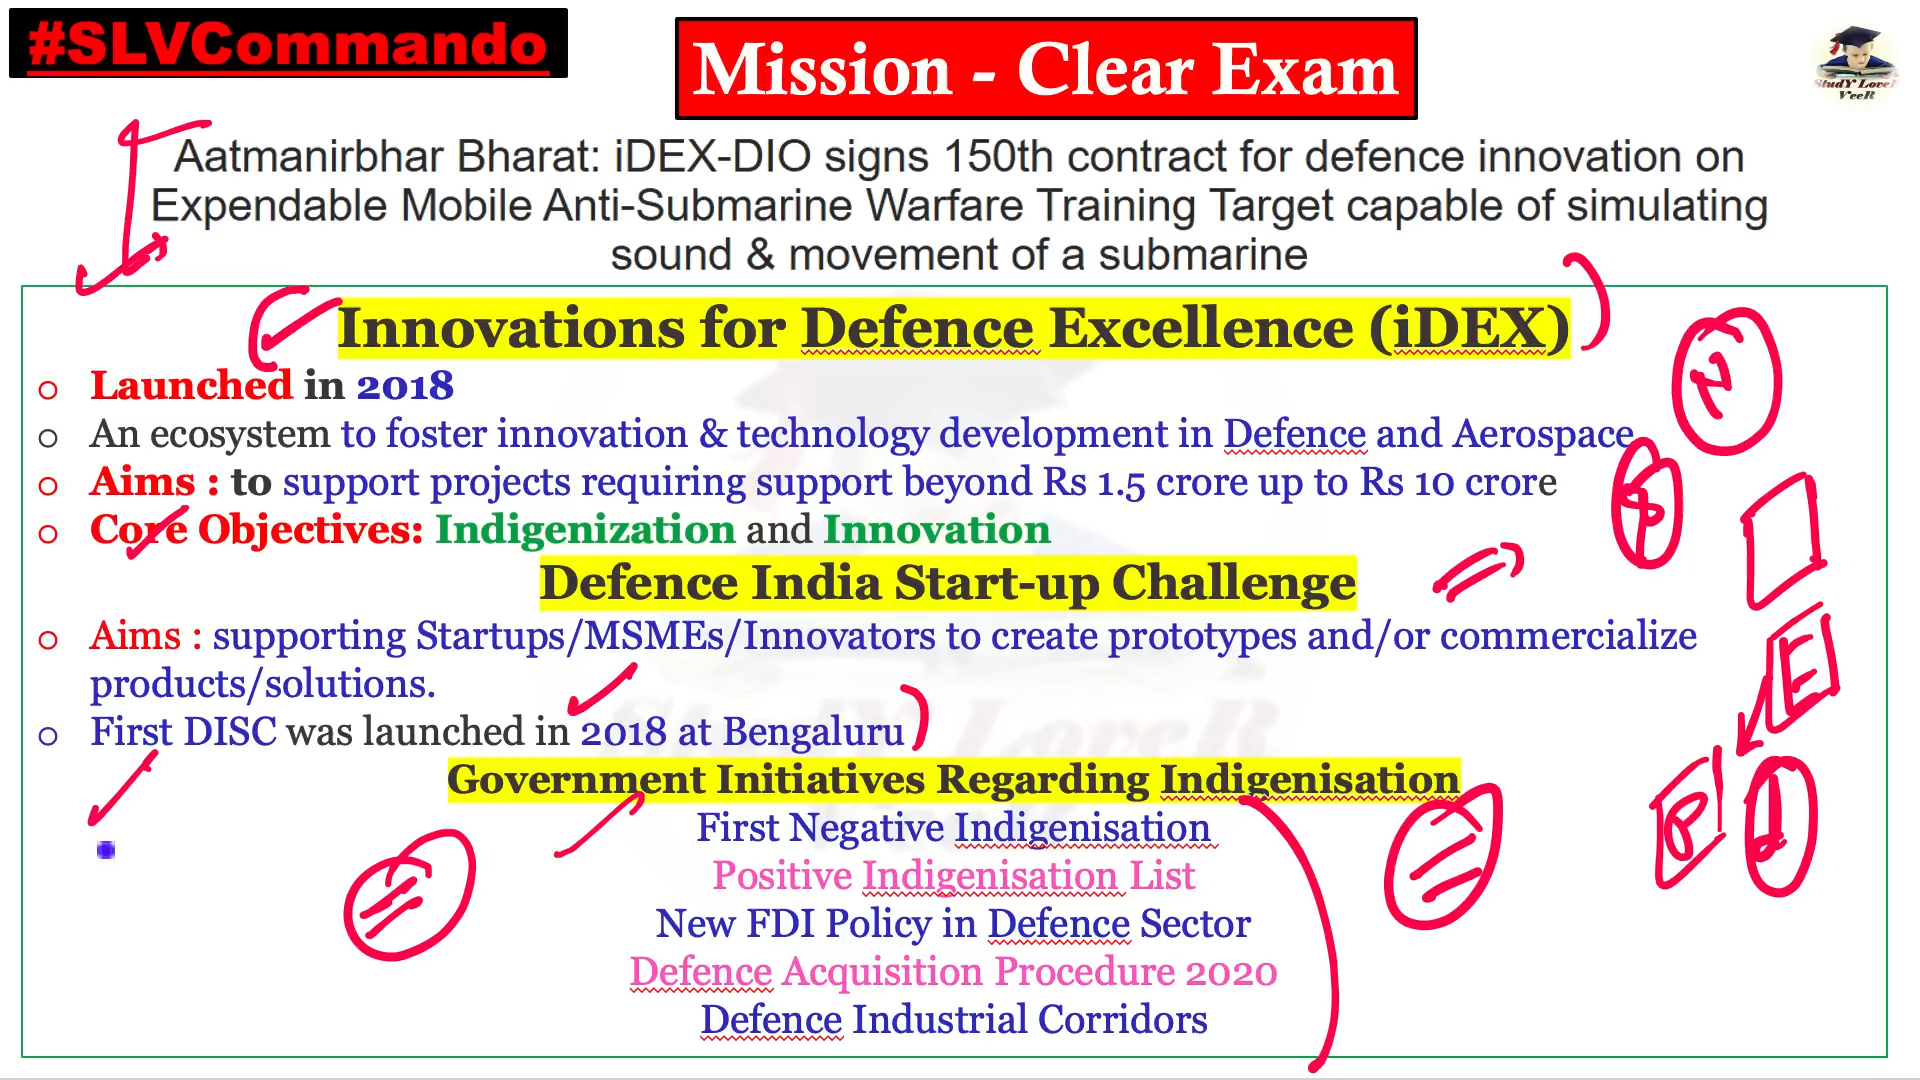 #SLVCommando
Mission - Clear Exam
StudY LoveR
VeeR
Aatmanirbhar Bharat: iDEX-DIO signs 150th contract for defence innovation on
Expendable Mobile Anti-Submarine Warfare Training Target capable of simulating
sound & movement of a submarine
Innovations for Defence Excellence (iDEX)
○ Launched in 2018
○ An ecosystem to foster innovation & technology development in Defence and Aerospace
○ Aims : to support projects requiring support beyond Rs 1.5 crore up to Rs 10 crore
○ Core Objectives: Indigenization and Innovation
Defence India Start-up Challenge
○ Aims : supporting Startups/MSMEs/Innovators to create prototypes and/or commercialize
products/solutions.
○ First DISC was launched in 2018 at Bengaluru
Government Initiatives Regarding Indigenisation
First Negative Indigenisation
Positive Indigenisation List
New FDI Policy in Defence Sector
Defence Acquisition Procedure 2020
Defence Industrial Corridors
StudY LoveR
E
P